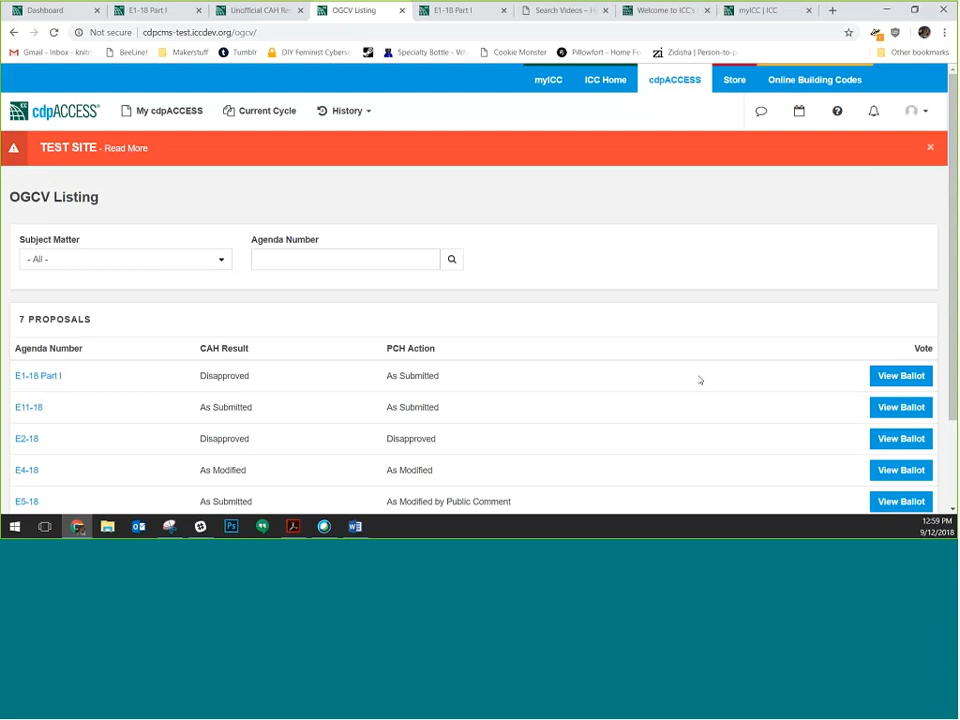 Dashboard
E1-18 Part I
Unofficial CAH Re
OGCV Listing
E1-18 Part I
Search Videos – H
Welcome to ICC's
myICC | ICC
Not secure | cdpcms-test.iccdev.org/ogcv/
Gmail - Inbox - knitt
BeeLine!
Makerstuff
Tumblr
DIY Feminist Cyberse
Specialty Bottle - Wh
Cookie Monster
Pillowfort - Home Fe
Zidisha | Person-to-p
Other bookmarks
myICC ICC Home cdpACCESS Store Online Building Codes
cdpACCESS® My cdpACCESS Current Cycle History
TEST SITE - Read More
OGCV Listing
Subject Matter Agenda Number
- All -
7 PROPOSALS
Agenda Number CAH Result PCH Action Vote
E1-18 Part I Disapproved As Submitted View Ballot
E11-18 As Submitted As Submitted View Ballot
E2-18 Disapproved Disapproved View Ballot
E4-18 As Modified As Modified View Ballot
E5-18 As Submitted As Modified by Public Comment View Ballot
12:59 PM
9/12/2018